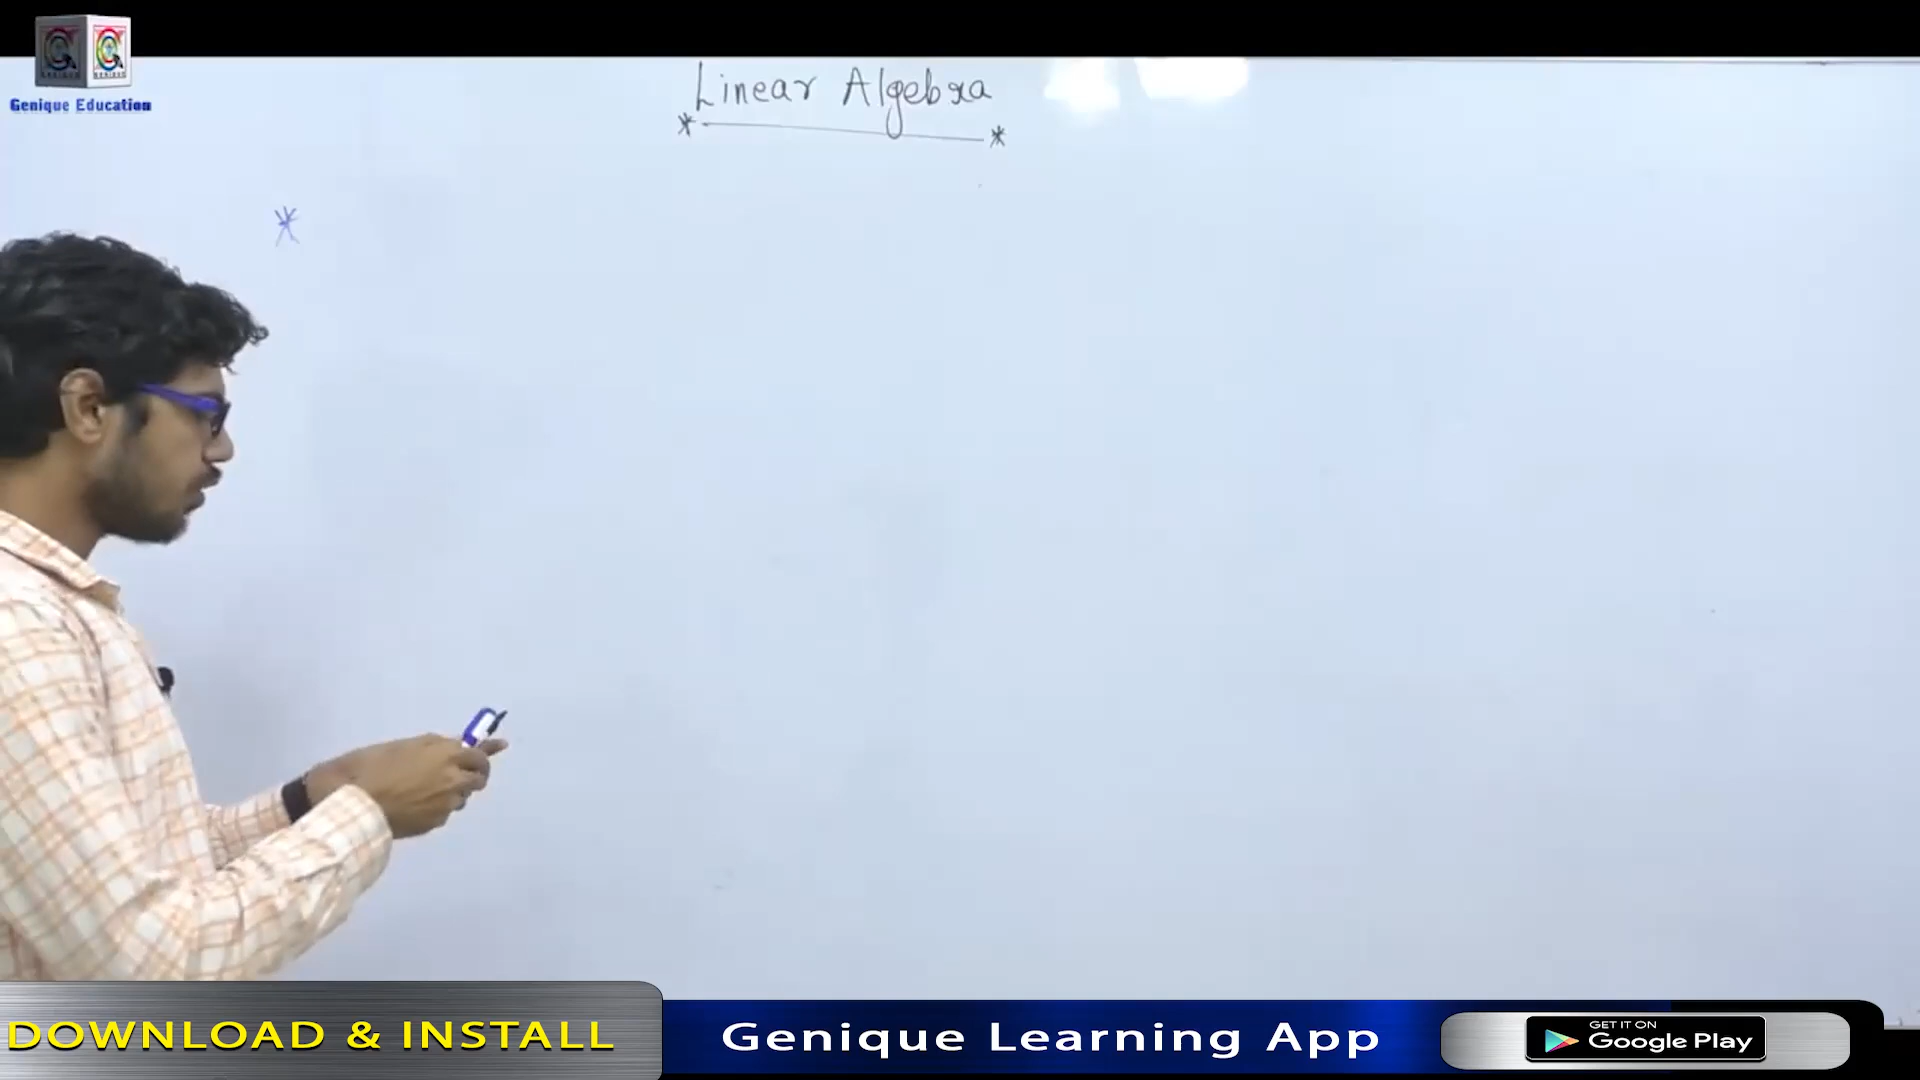 Genique Education
Linear Algebra
*
*
*
DOWNLOAD & INSTALL
Genique Learning App
GET IT ON
Google Play